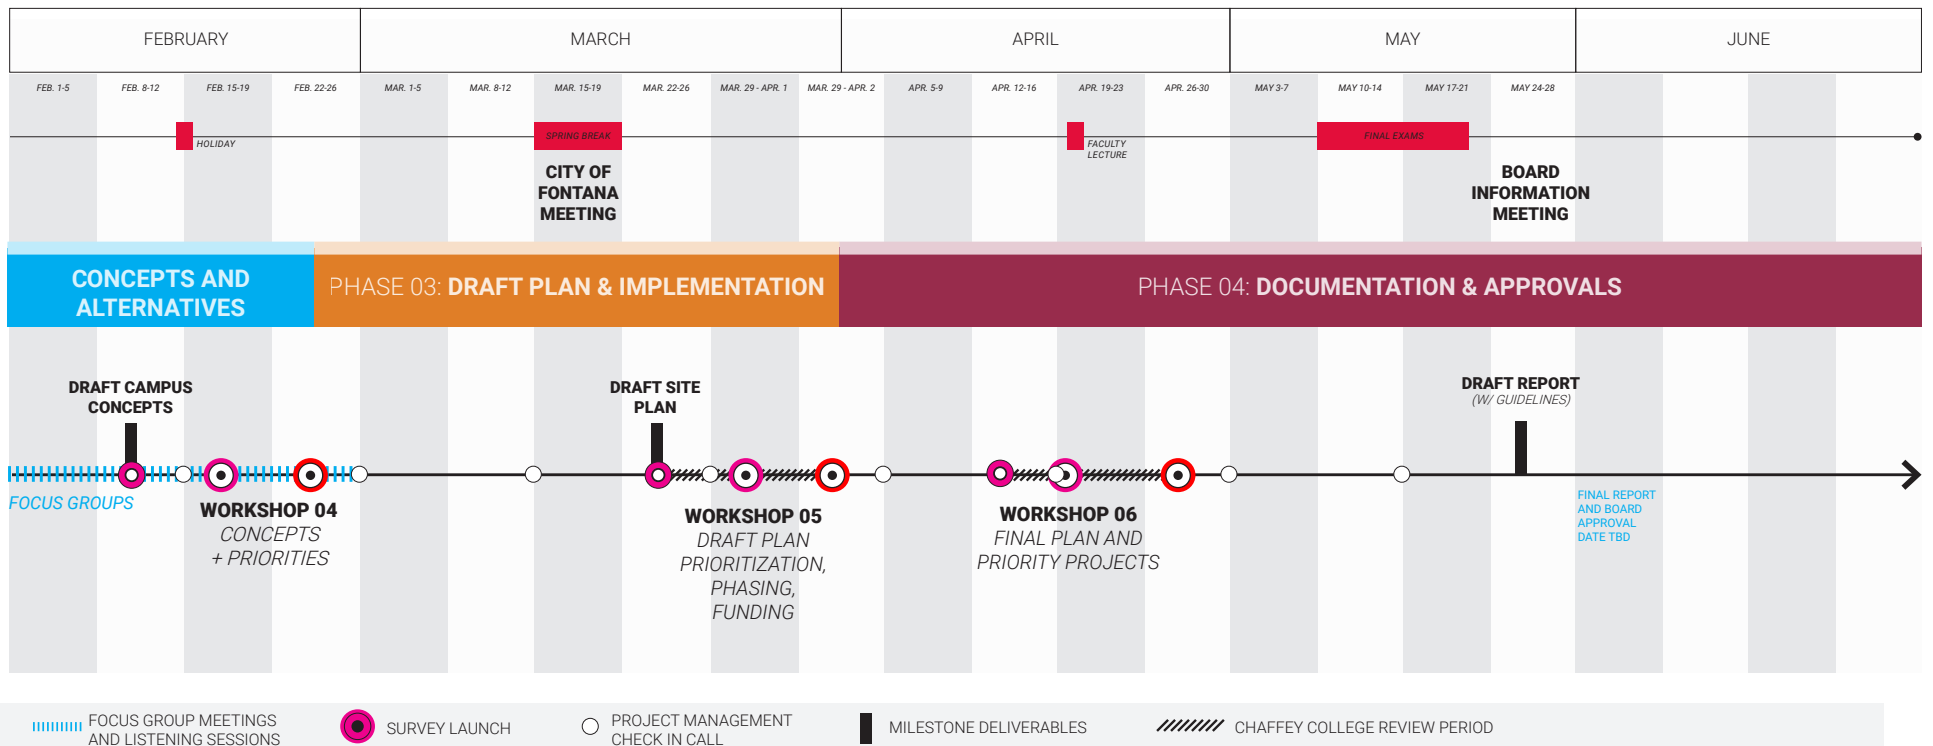 FEBRUARY
MARCH
APRIL
MAY
JUNE
FEB. 1-5
FEB. 8-12
FEB. 15-19
FEB. 22-26
MAR. 1-5
MAR. 8-12
MAR. 15-19
MAR. 22-26
MAR. 29 - APR. 1
MAR. 29 - APR. 2
APR. 5-9
APR. 12-16
APR. 19-23
APR. 26-30
MAY 3-7
MAY 10-14
MAY 17-21
MAY 24-28
HOLIDAY
SPRING BREAK
FACULTY
LECTURE
FINAL EXAMS
CITY OF
FONTANA
MEETING
BOARD
INFORMATION
MEETING
CONCEPTS AND
ALTERNATIVES
PHASE 03: DRAFT PLAN & IMPLEMENTATION
PHASE 04: DOCUMENTATION & APPROVALS
DRAFT CAMPUS
CONCEPTS
DRAFT SITE
PLAN
DRAFT REPORT
(W/ GUIDELINES)
FOCUS GROUPS
WORKSHOP 04
CONCEPTS
+ PRIORITIES
WORKSHOP 05
DRAFT PLAN
PRIORITIZATION,
PHASING,
FUNDING
WORKSHOP 06
FINAL PLAN AND
PRIORITY PROJECTS
FINAL REPORT
AND BOARD
APPROVAL
DATE TBD
FOCUS GROUP MEETINGS
AND LISTENING SESSIONS
SURVEY LAUNCH
PROJECT MANAGEMENT
CHECK IN CALL
MILESTONE DELIVERABLES
CHAFFEY COLLEGE REVIEW PERIOD